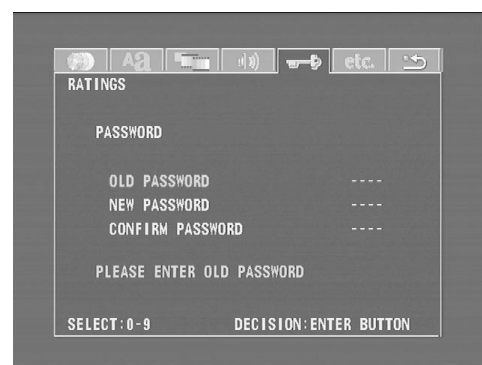 Aa etc.
RATINGS
PASSWORD
OLD PASSWORD ----
NEW PASSWORD ----
CONFIRM PASSWORD ----
PLEASE ENTER OLD PASSWORD
SELECT:0-9 DECISION:ENTER BUTTON